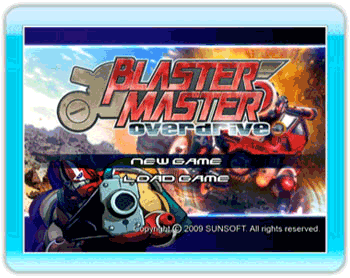 BLASTER
MASTER
overdrive
NEW GAME
LOAD GAME
Copyright © 2009 SUNSOFT. All rights reserved.